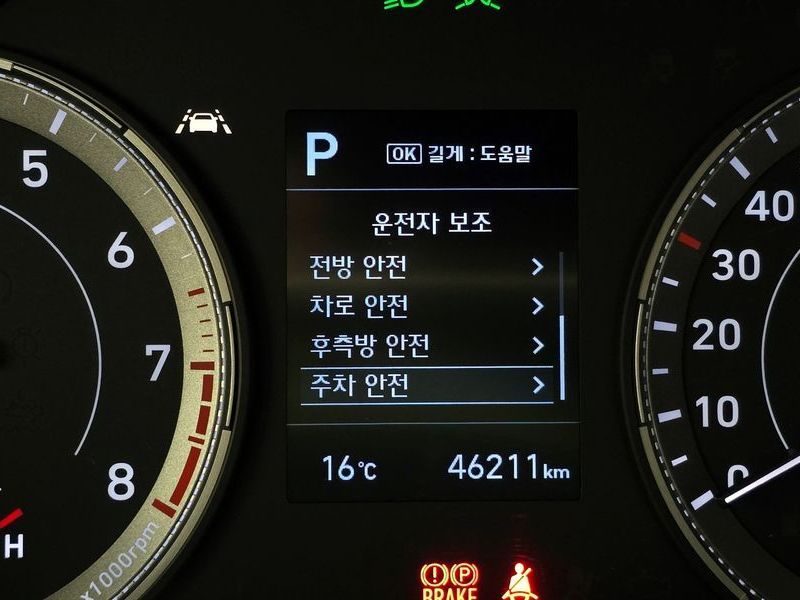 P
OK 길게 : 도움말
운전자 보조
전방 안전
차로 안전
후측방 안전
주차 안전
16℃ 46211km
5
6
7
8
x1000rpm
H
40
30
20
10
0
(!) (P)
BRAKE